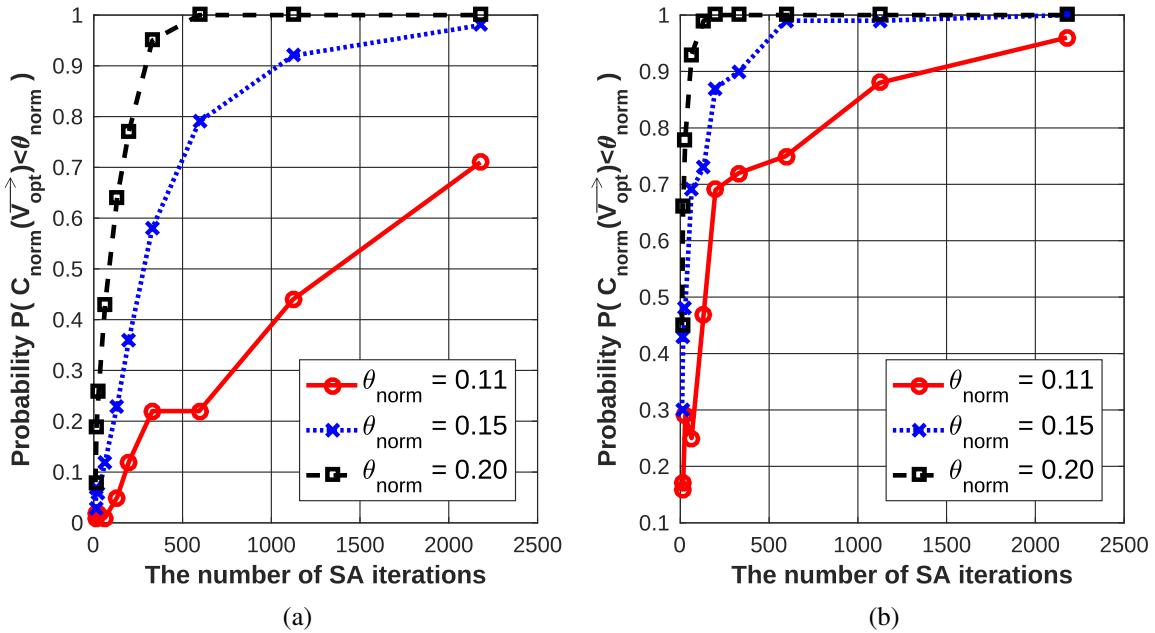 Probability P( C_norm(V_opt)<θ_norm)
1
0.9
0.8
0.7
0.6
0.5
0.4
0.3
0.2
0.1
0
0 500 1000 1500 2000 2500
The number of SA iterations
θ_norm = 0.11
θ_norm = 0.15
θ_norm = 0.20
(a)
Probability P( C_norm(V_opt)<θ_norm)
1
0.9
0.8
0.7
0.6
0.5
0.4
0.3
0.2
0.1
0 500 1000 1500 2000 2500
The number of SA iterations
θ_norm = 0.11
θ_norm = 0.15
θ_norm = 0.20
(b)